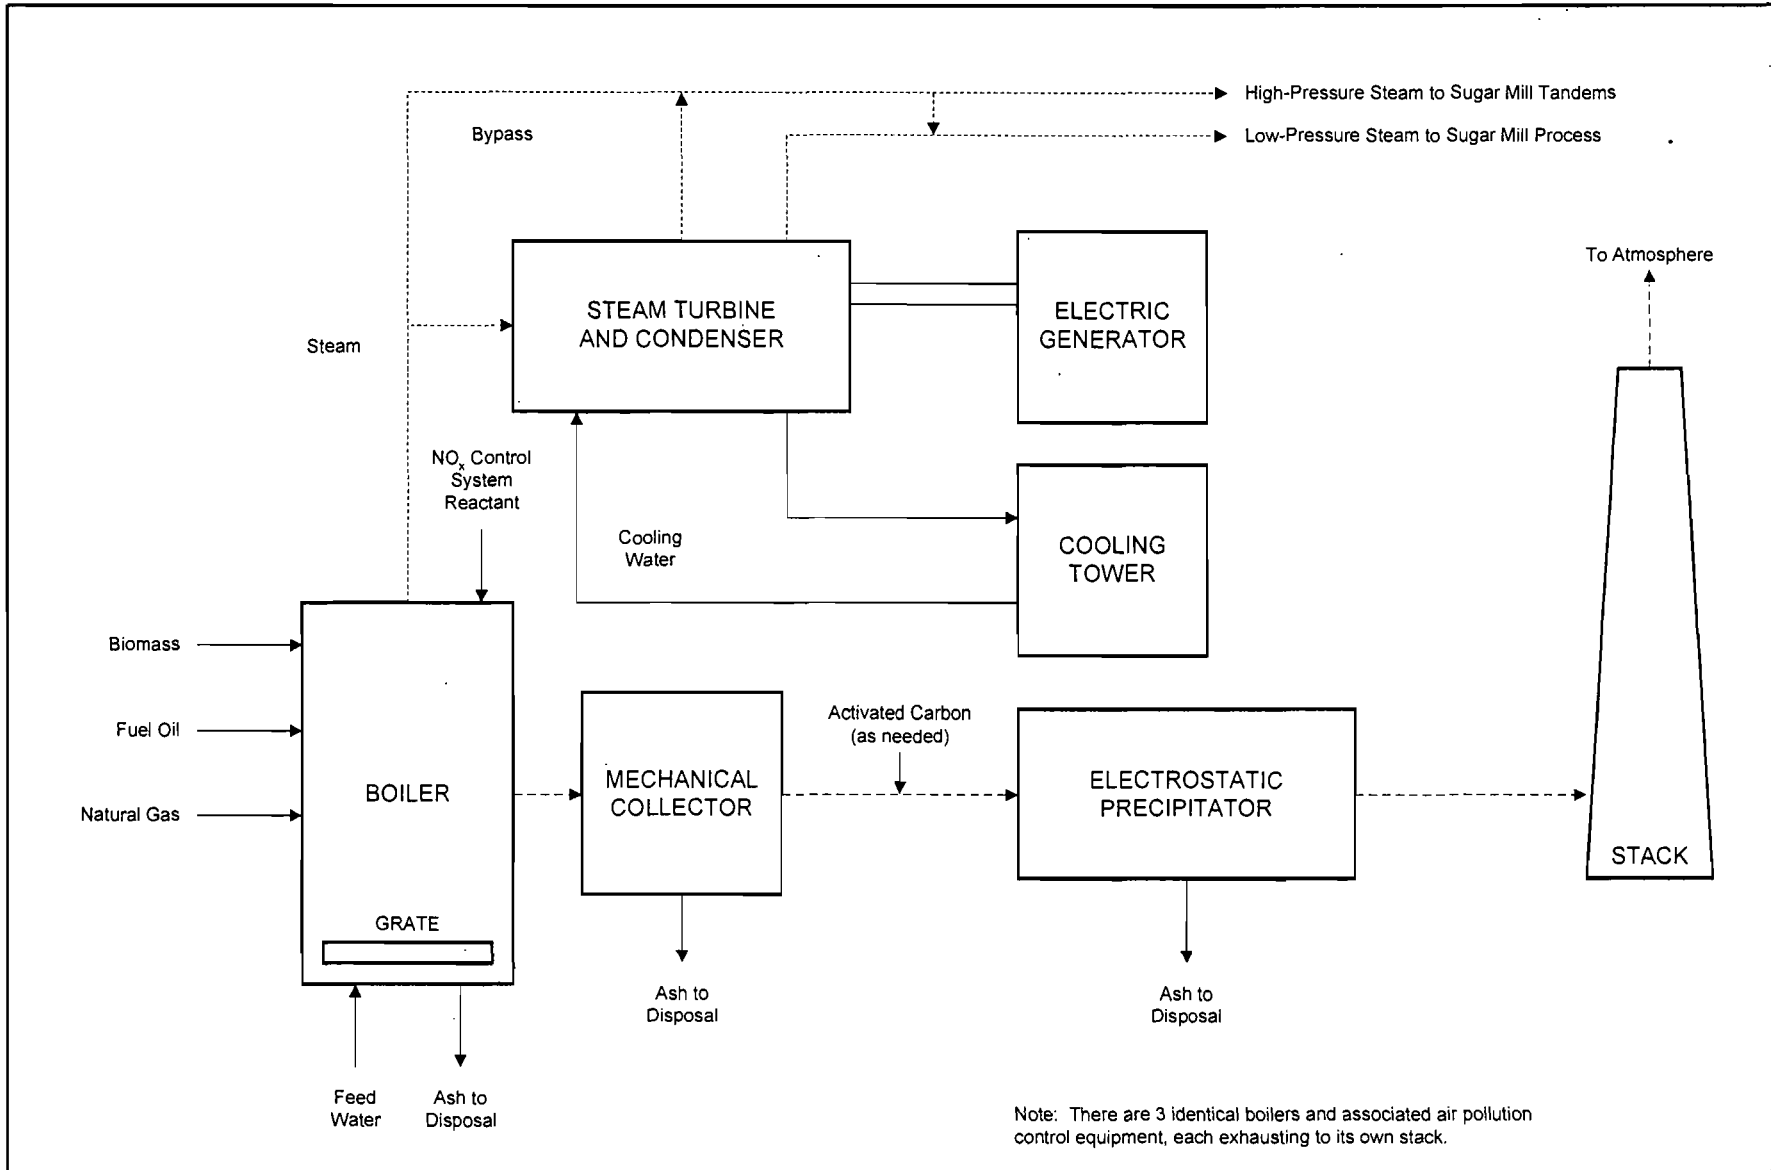 High-Pressure Steam to Sugar Mill Tandems
Bypass
Low-Pressure Steam to Sugar Mill Process
To Atmosphere
STEAM TURBINE
AND CONDENSER
ELECTRIC
GENERATOR
Steam
NOx Control
System
Reactant
Cooling
Water
COOLING
TOWER
Biomass
Fuel Oil
Natural Gas
BOILER
MECHANICAL
COLLECTOR
Activated Carbon
(as needed)
ELECTROSTATIC
PRECIPITATOR
STACK
GRATE
Ash to
Disposal
Ash to
Disposal
Feed
Water
Ash to
Disposal
Note: There are 3 identical boilers and associated air pollution
control equipment, each exhausting to its own stack.